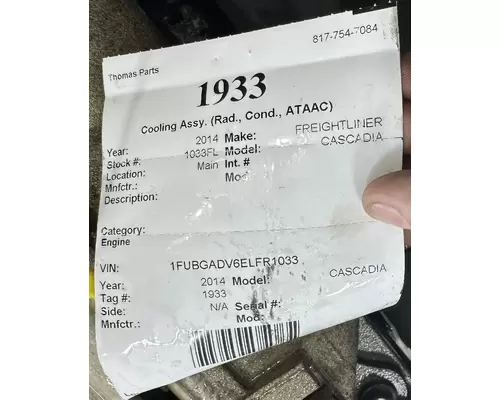 817-754-7084
Thomas Parts
1933
Cooling Assy. (Rad., Cond., ATAAC)
Year: 2014 Make: FREIGHTLINER
Stock #: 1033FL Model: CASCADIA
Location: Main Int. #
Mnfctr.: Mod:
Description:
Category:
Engine
VIN: 1FUBGADV6ELFR1033
Year: 2014 Model: CASCADIA
Tag #: 1933
Side: N/A Serial #:
Mnfctr.: Mod: